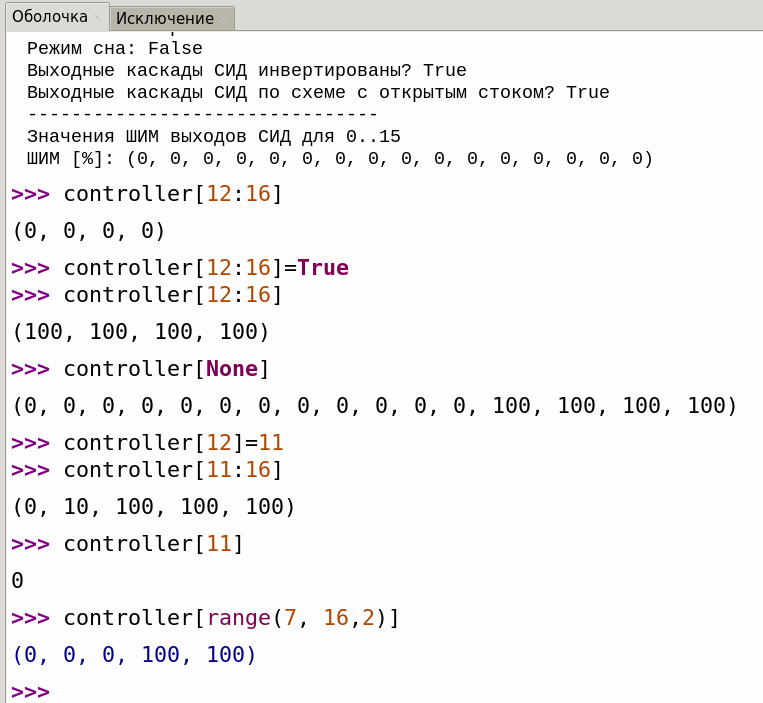 Оболочка
Исключение
Режим сна: False
Выходные каскады СИД инвертированы? True
Выходные каскады СИД по схеме с открытым стоком? True
--------------------------------
Значения ШИМ выходов СИД для 0..15
ШИМ [%]: (0, 0, 0, 0, 0, 0, 0, 0, 0, 0, 0, 0, 0, 0, 0, 0)
>>> controller[12:16]
(0, 0, 0, 0)
>>> controller[12:16]=True
>>> controller[12:16]
(100, 100, 100, 100)
>>> controller[None]
(0, 0, 0, 0, 0, 0, 0, 0, 0, 0, 0, 0, 100, 100, 100, 100)
>>> controller[12]=11
>>> controller[11:16]
(0, 10, 100, 100, 100)
>>> controller[11]
0
>>> controller[range(7, 16,2)]
(0, 0, 0, 100, 100)
>>>